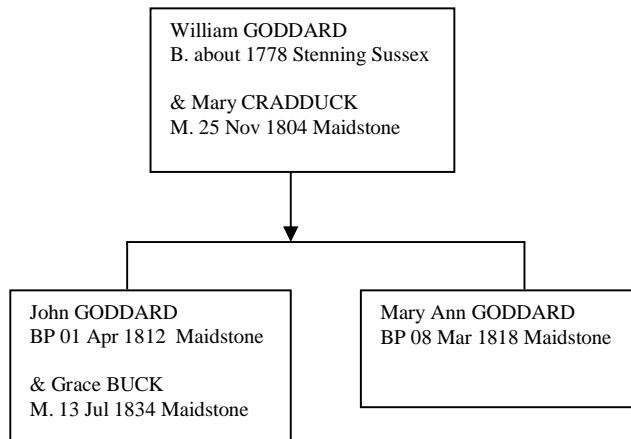 William GODDARD
B. about 1778 Stenning Sussex
& Mary CRADDUCK
M. 25 Nov 1804 Maidstone
John GODDARD
BP 01 Apr 1812 Maidstone
& Grace BUCK
M. 13 Jul 1834 Maidstone
Mary Ann GODDARD
BP 08 Mar 1818 Maidstone